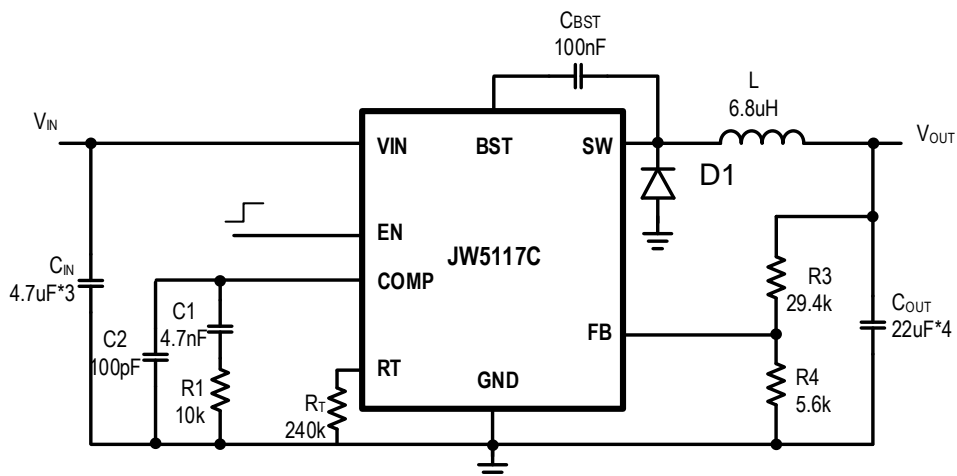 CBST
100nF
L
6.8uH
VIN
VOUT
VIN
BST
SW
D1
EN
JW5117C
CIN
4.7uF*3
COMP
C1
4.7nF
C2
100pF
R3
29.4k
COUT
22uF*4
FB
RT
GND
R1
10k
RT
240k
R4
5.6k